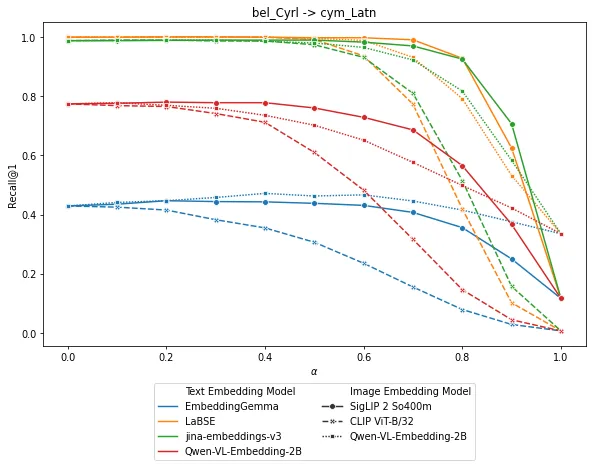 bel_Cyrl -> cym_Latn
Recall@1
1.0
0.8
0.6
0.4
0.2
0.0
0.0 0.2 0.4 0.6 0.8 1.0
α
Text Embedding Model Image Embedding Model
EmbeddingGemma SigLIP 2 So400m
LaBSE CLIP ViT-B/32
jina-embeddings-v3 Qwen-VL-Embedding-2B
Qwen-VL-Embedding-2B